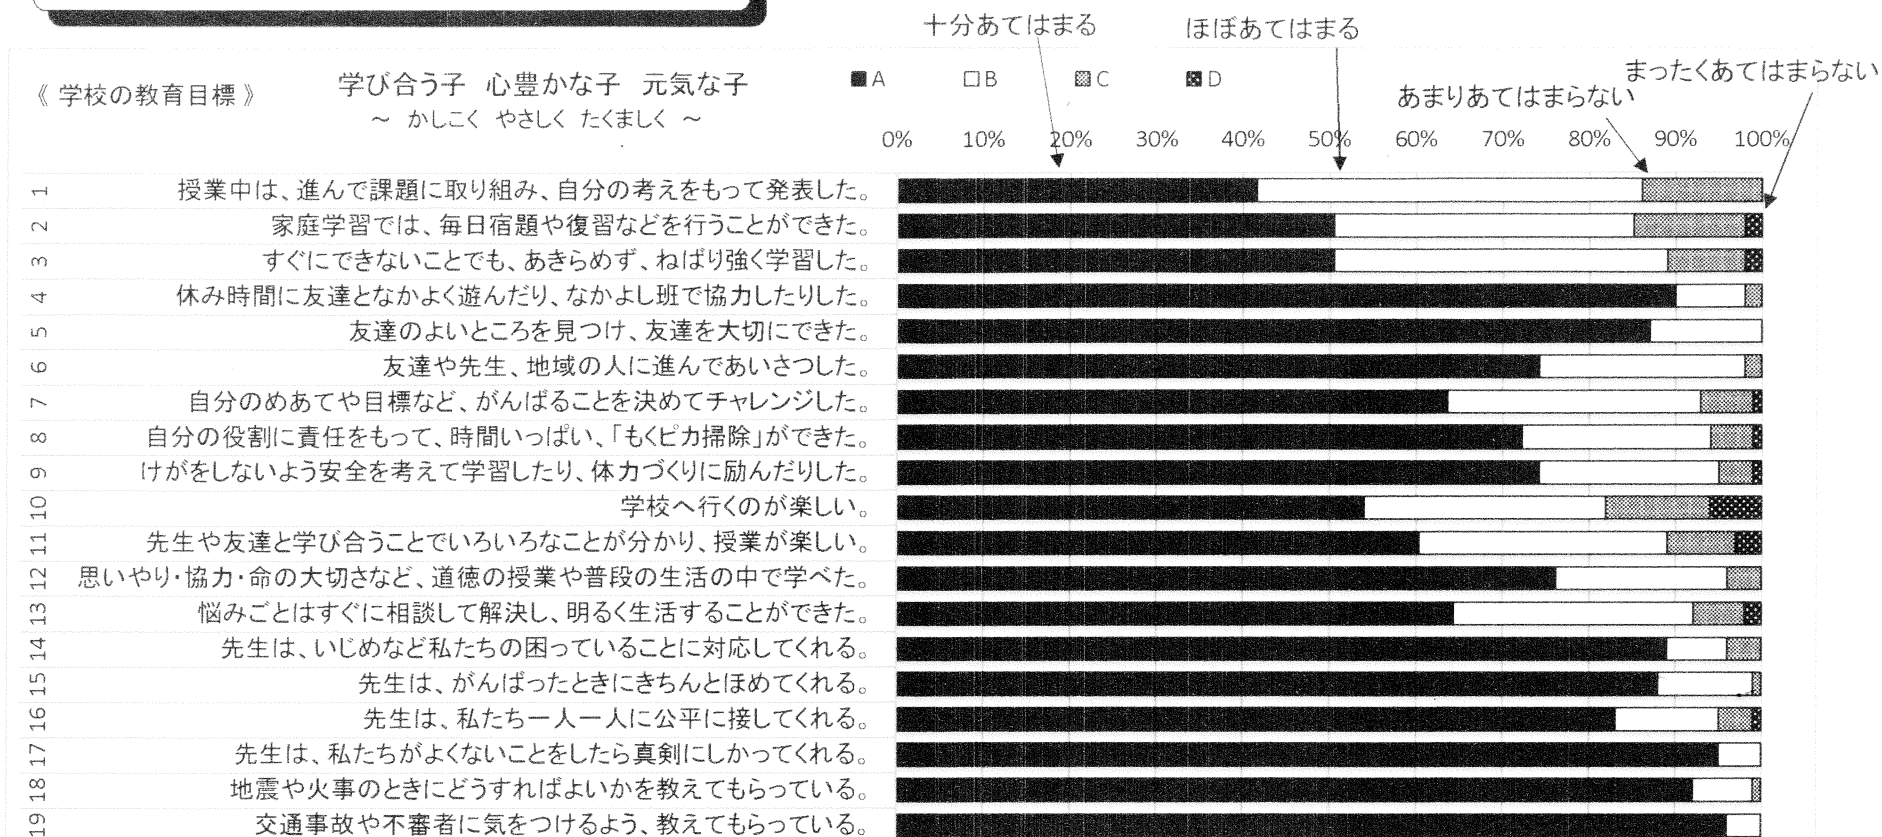 十分あてはまる ほぼあてはまる
あまりあてはまらない まったくあてはまらない
《 学校の教育目標 》 学び合う子 心豊かな子 元気な子
～ かしこく やさしく たくましく ～
A B C D
0% 10% 20% 30% 40% 50% 60% 70% 80% 90% 100%
1 授業中は、進んで課題に取り組み、自分の考えをもって発表した。
2 家庭学習では、毎日宿題や復習などを行うことができた。
3 すぐにできないことでも、あきらめず、ねばり強く学習した。
4 休み時間に友達となかよく遊んだり、なかよし班で協力したりした。
5 友達のよいところを見つけ、友達を大切にできた。
6 友達や先生、地域の人に進んであいさつした。
7 自分のめあてや目標など、がんばることを決めてチャレンジした。
8 自分の役割に責任をもって、時間いっぱい、「もくピカ掃除」ができた。
9 けがをしないよう安全を考えて学習したり、体力づくりに励んだりした。
10 学校へ行くのが楽しい。
11 先生や友達と学び合うことでいろいろなことが分かり、授業が楽しい。
12 思いやり・協力・命の大切さなど、道徳の授業や普段の生活の中で学べた。
13 悩みごとはすぐに相談して解決し、明るく生活することができた。
14 先生は、いじめなど私たちの困っていることに対応してくれる。
15 先生は、がんばったときにきちんとほめてくれる。
16 先生は、私たち一人一人に公平に接してくれる。
17 先生は、私たちがよくないことをしたら真剣にしかってくれる。
18 地震や火事のときにどうすればよいかを教えてもらっている。
19 交通事故や不審者に気をつけるよう、教えてもらっている。